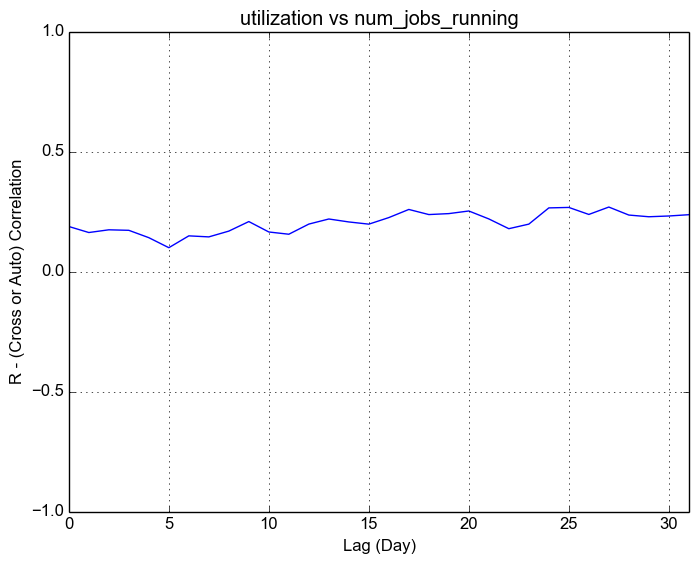 utilization vs num_jobs_running
1.0
0.5
0.0
−0.5
−1.0
R - (Cross or Auto) Correlation
0 5 10 15 20 25 30
Lag (Day)